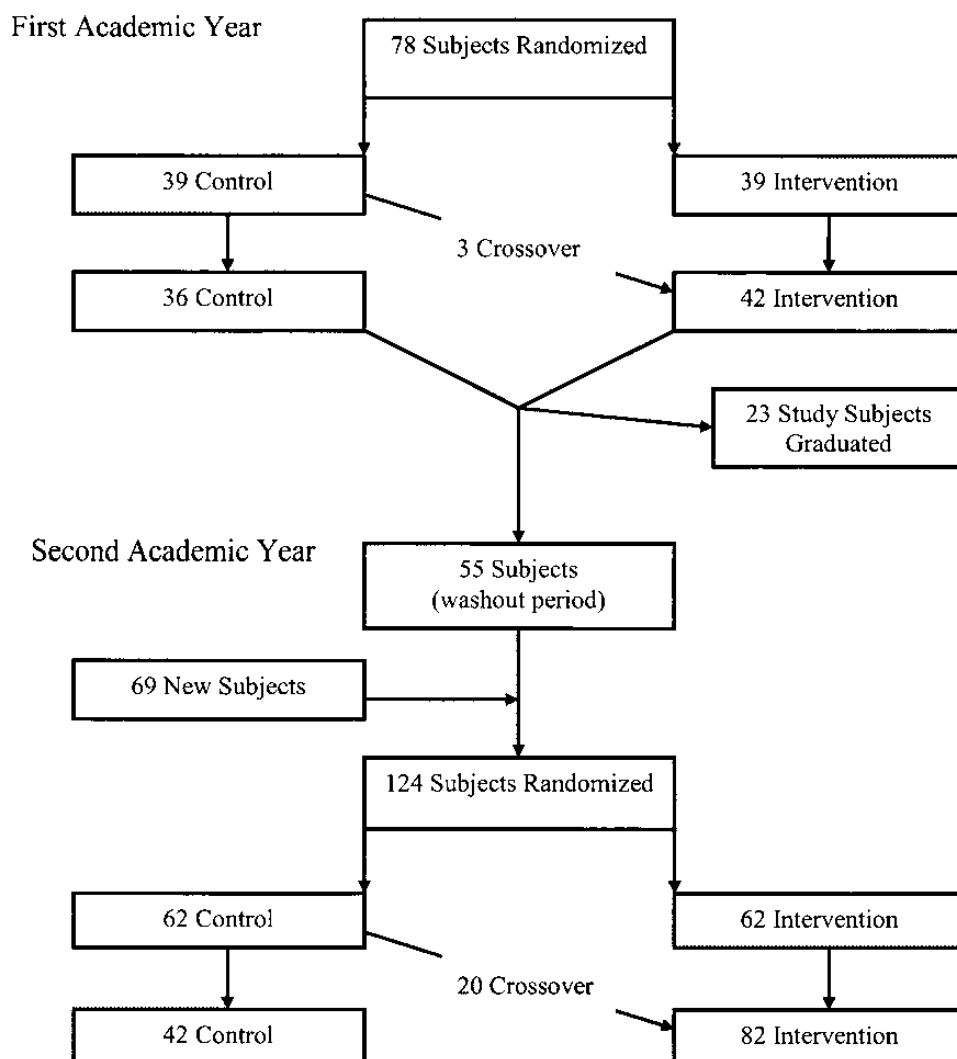 First Academic Year
78 Subjects Randomized
39 Control
39 Intervention
3 Crossover
36 Control
42 Intervention
23 Study Subjects
Graduated
Second Academic Year
55 Subjects
(washout period)
69 New Subjects
124 Subjects Randomized
62 Control
62 Intervention
20 Crossover
42 Control
82 Intervention